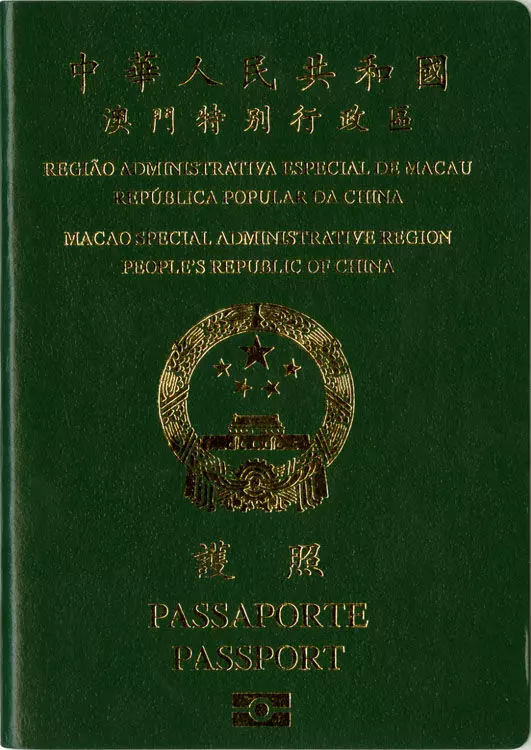 中華人民共和國
澳門特別行政區
REGIÃO ADMINISTRATIVA ESPECIAL DE MACAU
REPÚBLICA POPULAR DA CHINA
MACAO SPECIAL ADMINISTRATIVE REGION
PEOPLE'S REPUBLIC OF CHINA
護照
PASSAPORTE
PASSPORT